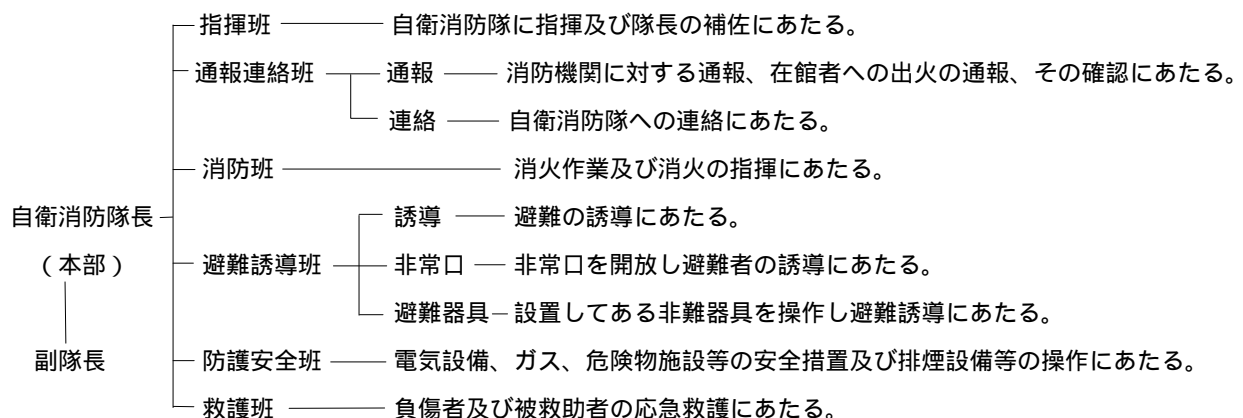 指揮班 自衛消防隊に指揮及び隊長の補佐にあたる。
通報連絡班 通報 消防機関に対する通報、在館者への出火の通報、その確認にあたる。
連絡 自衛消防隊への連絡にあたる。
消防班 消火作業及び消火の指揮にあたる。
自衛消防隊長 誘導 避難の誘導にあたる。
(本部) 避難誘導班 非常口 非常口を開放し避難者の誘導にあたる。
避難器具 設置してある非難器具を操作し避難誘導にあたる。
副隊長 防護安全班 電気設備、ガス、危険物施設等の安全措置及び排煙設備等の操作にあたる。
救護班 負傷者及び被救助者の応急救護にあたる。